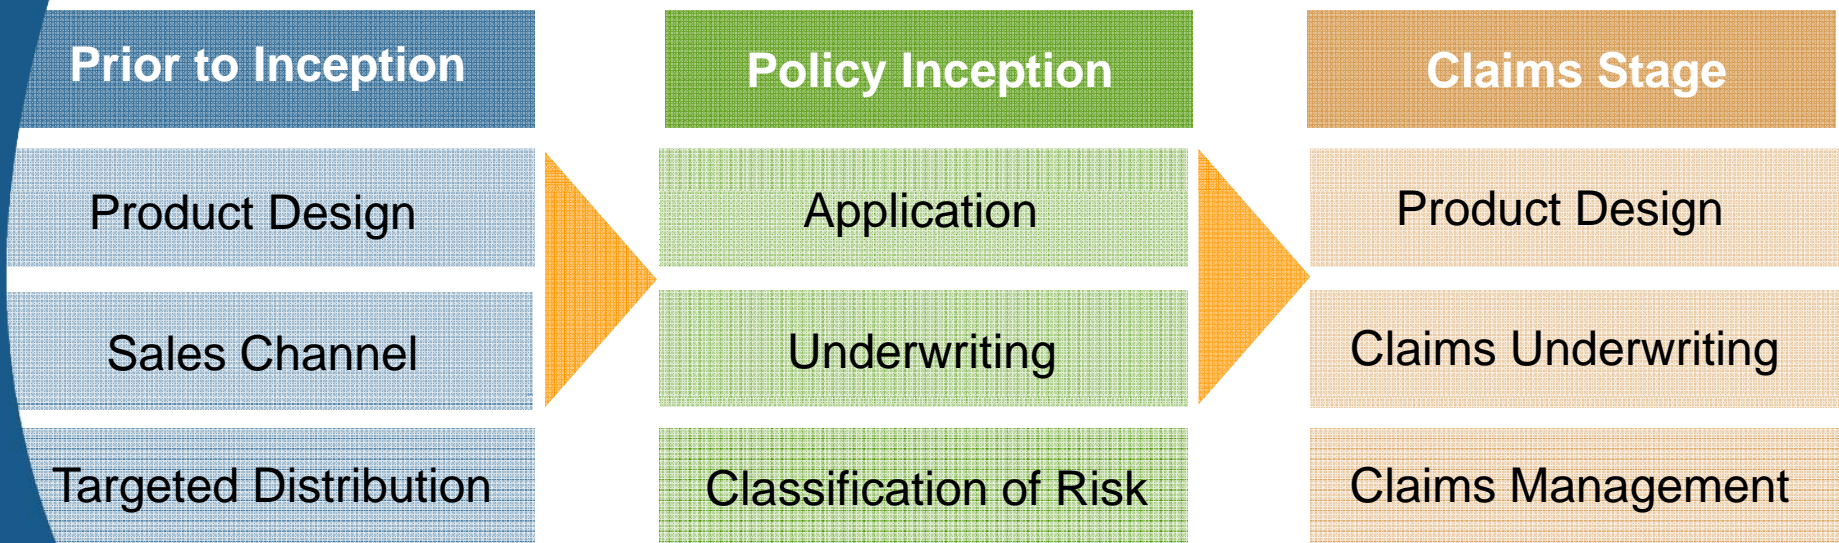 Prior to Inception
Policy Inception
Claims Stage
Product Design
Application
Product Design
Sales Channel
Underwriting
Claims Underwriting
Targeted Distribution
Classification of Risk
Claims Management